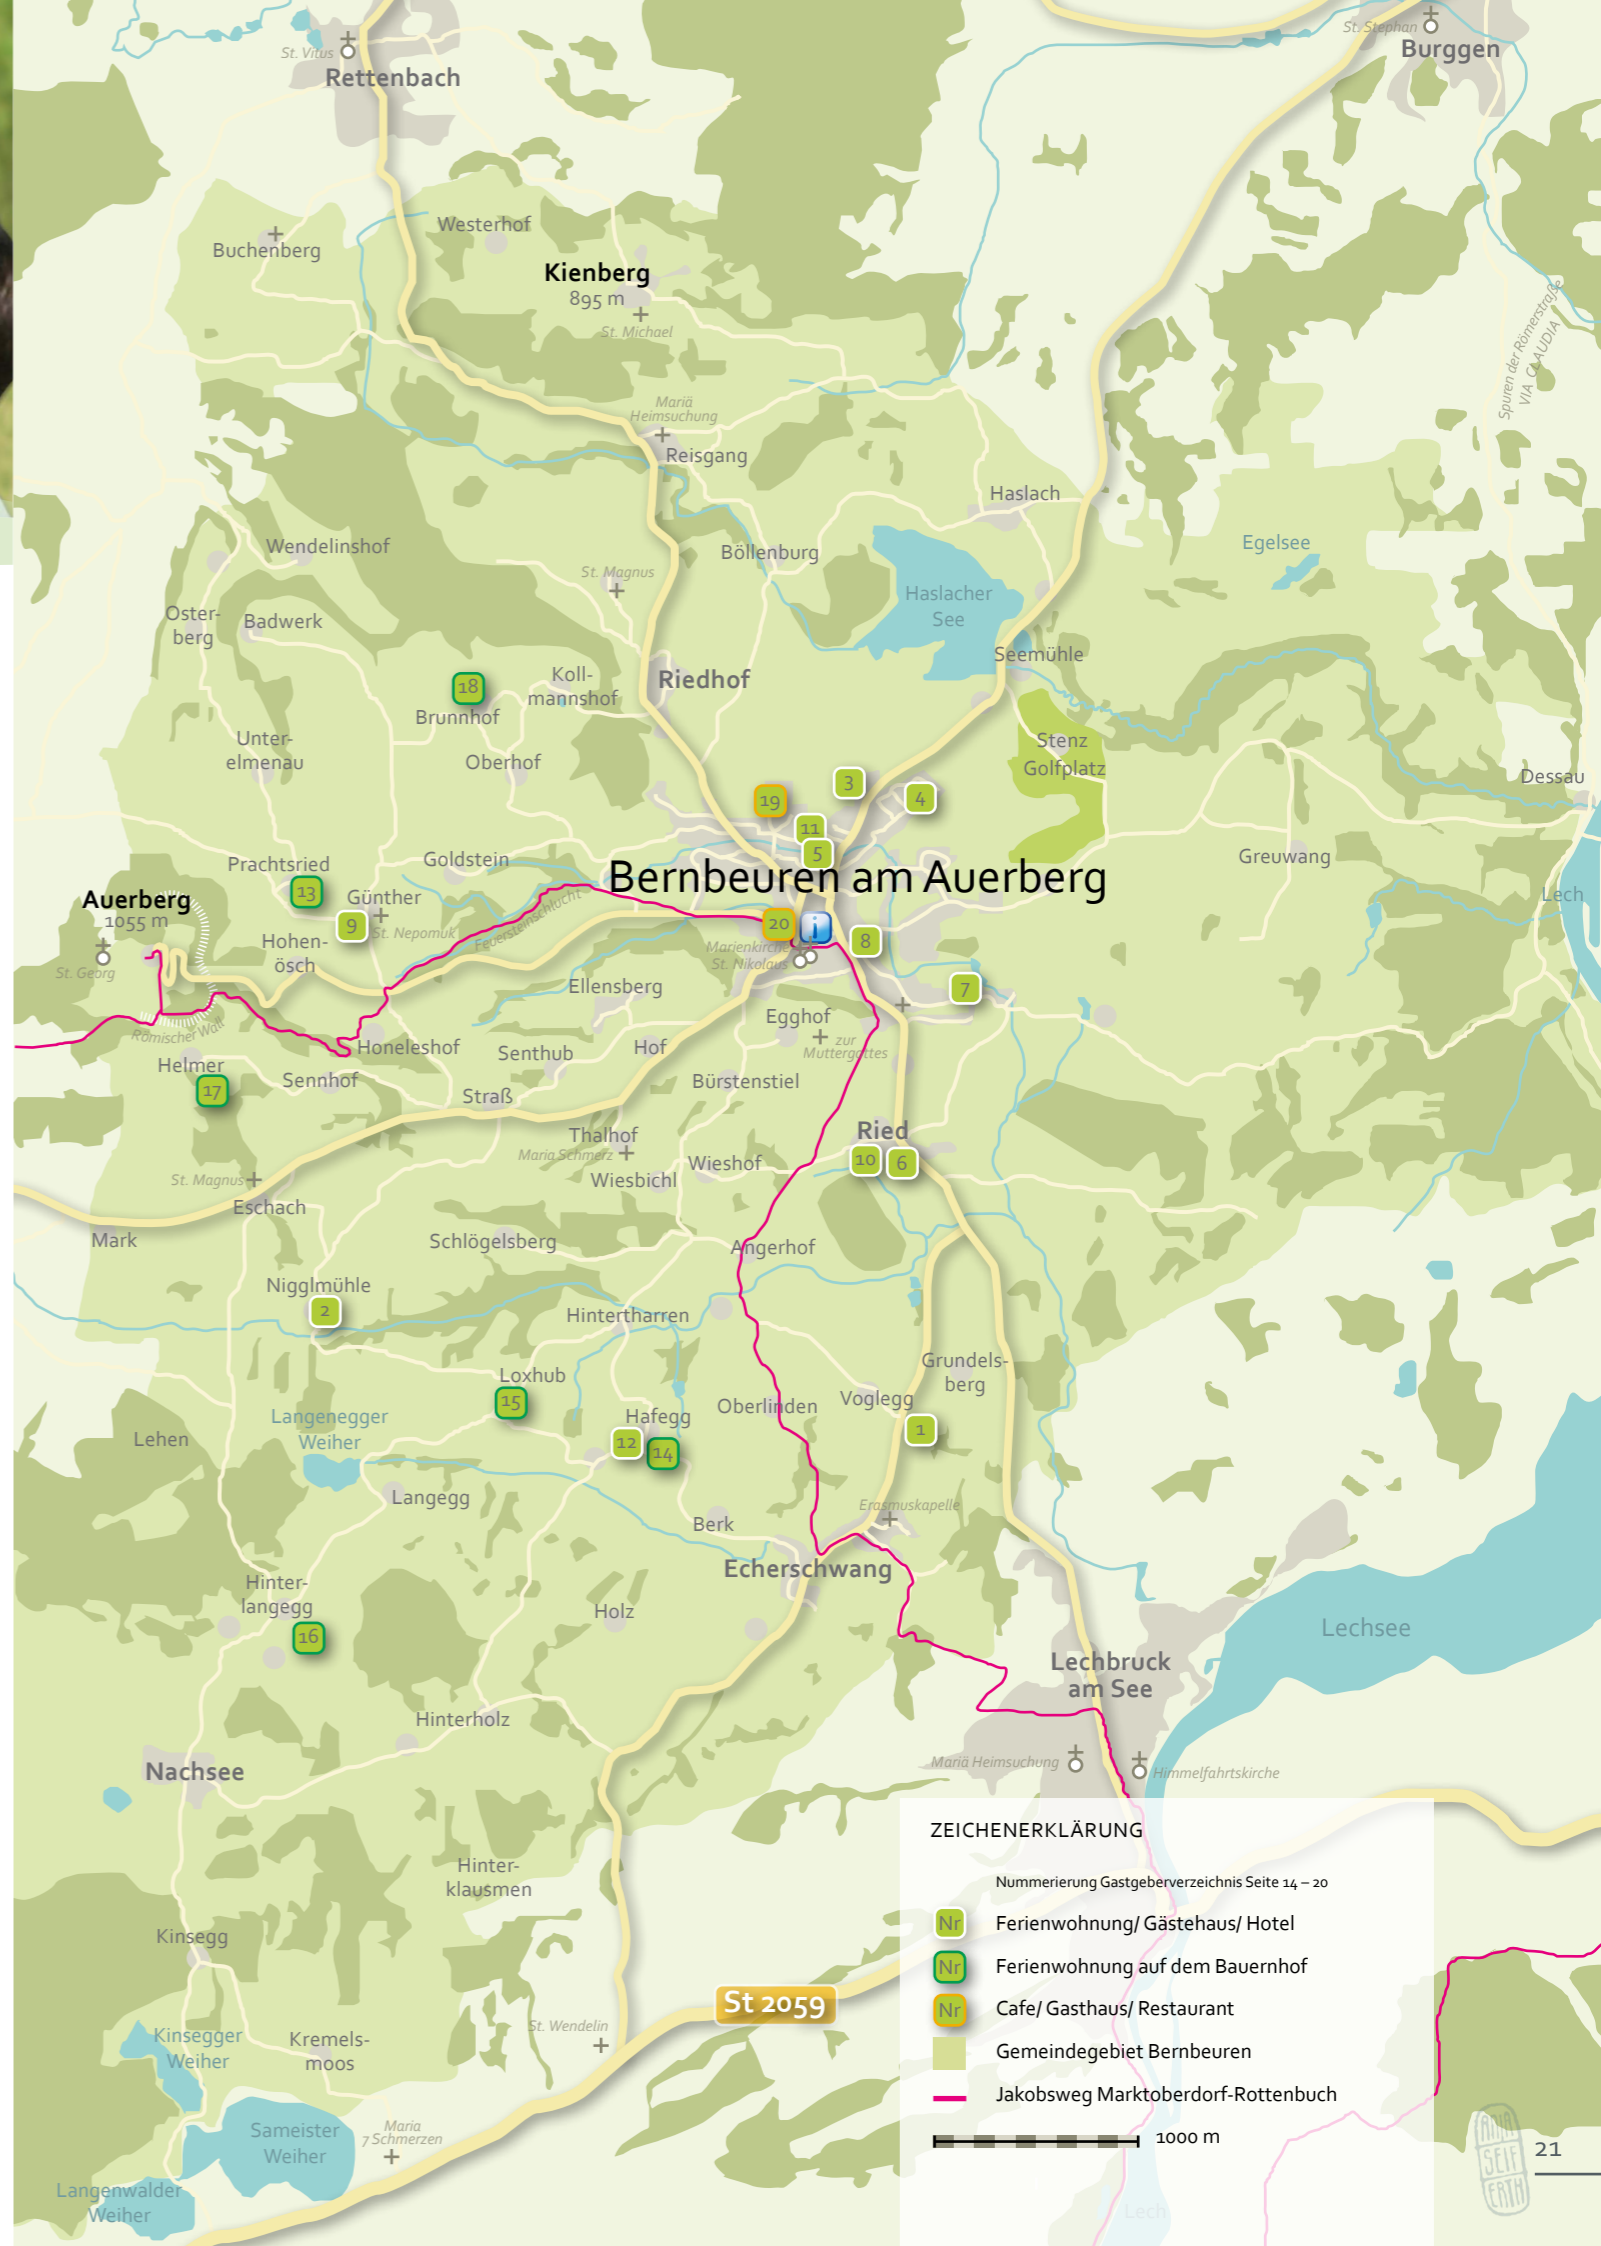 St. Stephan
Burggen
St. Vitus
Rettenbach
Westerhof
Buchenberg
Kienberg
895 m
St. Michael
Spuren der Römerstraße
VIA CLAUDIA
Mariä
Heimsuchung
Reisgang
Haslach
Wendelinshof
Böllenburg
Egelsee
St. Magnus
Haslacher
See
Oster-
berg
Badwerk
Seemühle
Koll-
mannshof
Riedhof
18
Brunnhof
Unter-
elmenau
Oberhof
Stenz
Golfplatz
Dessau
3
4
19
11
5
Greuwang
Prachtsried
Goldstein
Bernbeuren am Auerberg
13
Günther
Auerberg
1055 m
Lech
9
St. Nepomuk
Feuersteinschlucht
20
i
8
Hohen-
ösch
Marienkirche
St. Nikolaus
St. Georg
Ellensberg
7
Egghof
Römischer Wall
Honeleshof
Senthub
Hof
zur
Muttergottes
Helmer
17
Sennhof
Bürstenstiel
Straß
Thalhof
Maria Schmerz
Ried
10
6
Wieshof
Wiesbichl
St. Magnus
Eschach
Mark
Schlögelsberg
Angerhof
Nigglmühle
2
Hintertharren
Grundels-
berg
Loxhub
15
Voglegg
Oberlinden
1
Langenegger
Weiher
Hafegg
12
14
Lehen
Langegg
Erasmuskapelle
Berk
Echerschwang
Hinter-
langegg
16
Holz
Lechsee
Lechbruck
am See
Hinterholz
Mariä Heimsuchung
Himmelfahrtskirche
Nachsee
ZEICHENERKLÄRUNG
Nummerierung Gastgeberverzeichnis Seite 14 – 20
Nr Ferienwohnung/ Gästehaus/ Hotel
Nr Ferienwohnung auf dem Bauernhof
Nr Cafe/ Gasthaus/ Restaurant
Gemeindegebiet Bernbeuren
Jakobsweg Marktoberdorf-Rottenbuch
1000 m
Hinter-
klausmen
Kinsegg
St 2059
St. Wendelin
Kinsegger
Weiher
Kremels-
moos
Sameister
Weiher
Maria
7 Schmerzen
Langenwalder
Weiher
Lech
ANJA
SEIF
ERTH
21